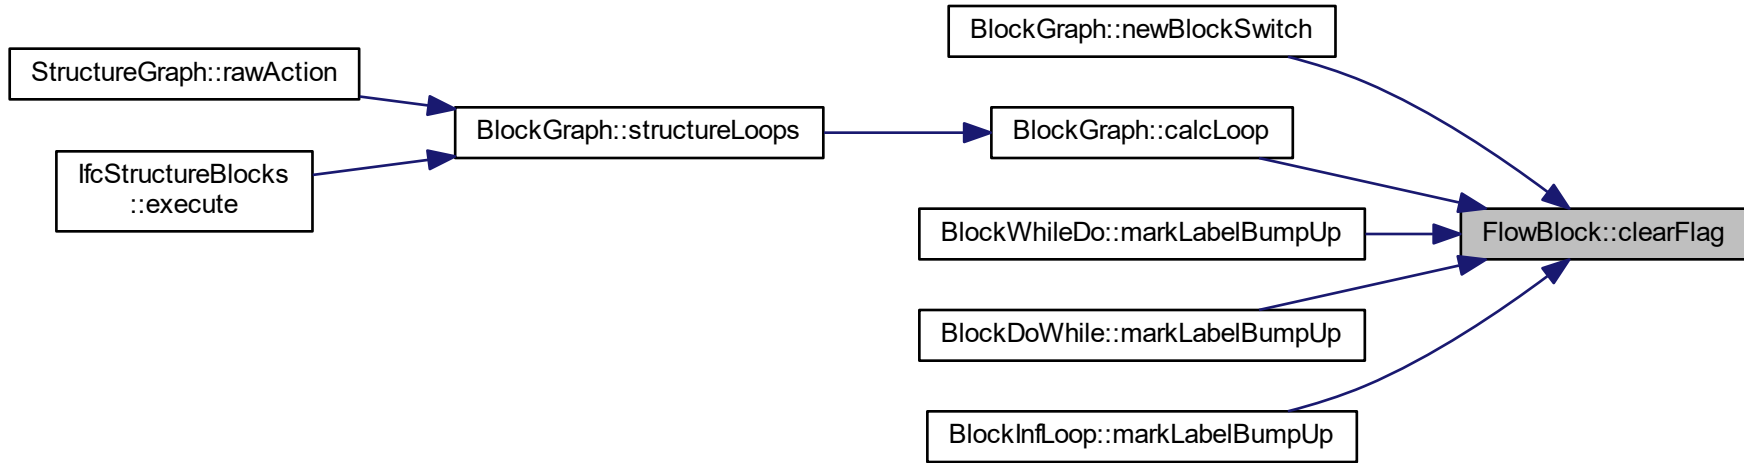 BlockGraph::newBlockSwitch
StructureGraph::rawAction
BlockGraph::structureLoops
BlockGraph::calcLoop
IfcStructureBlocks
::execute
BlockWhileDo::markLabelBumpUp
FlowBlock::clearFlag
BlockDoWhile::markLabelBumpUp
BlockInfLoop::markLabelBumpUp